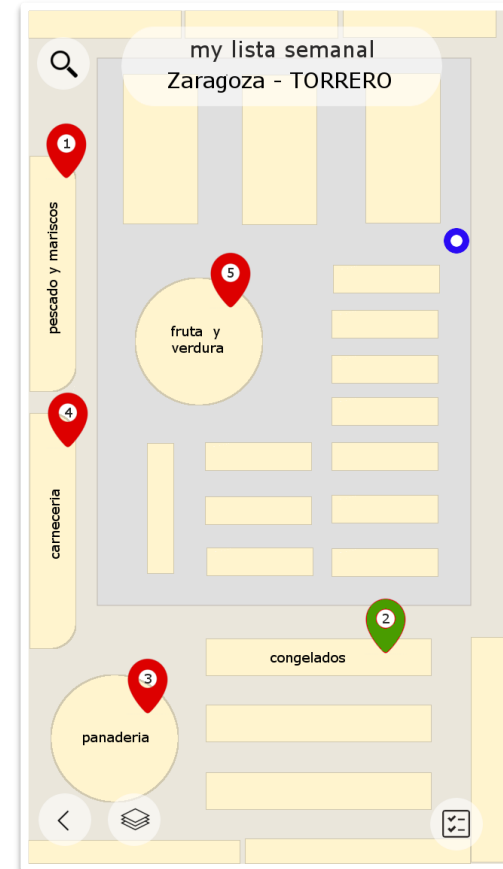 my lista semanal
Zaragoza - TORRERO
1
pescado y mariscos
5
fruta y
verdura
4
carneceria
2
congelados
3
panaderia